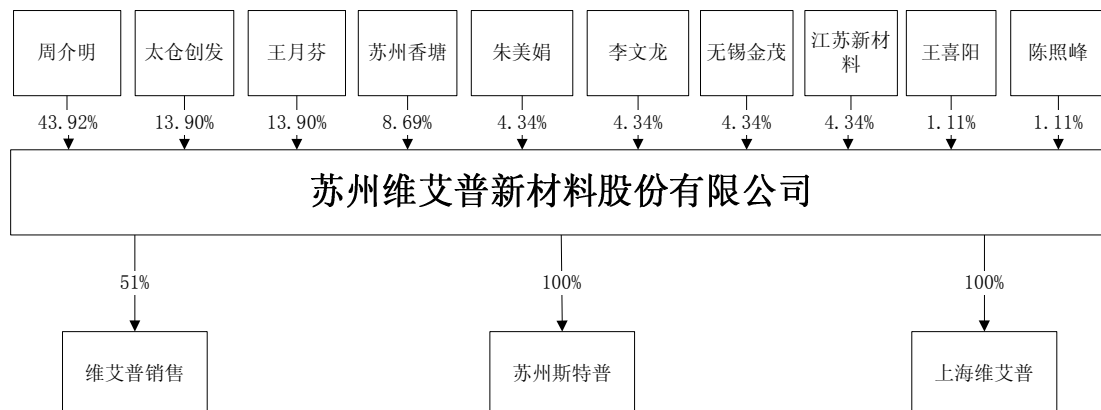 周介明
太仓创发
王月芬
苏州香塘
朱美娟
李文龙
无锡金茂
江苏新材
料
王喜阳
陈照峰
43.92%
13.90%
13.90%
8.69%
4.34%
4.34%
4.34%
4.34%
1.11%
1.11%
苏州维艾普新材料股份有限公司
51%
100%
100%
维艾普销售
苏州斯特普
上海维艾普